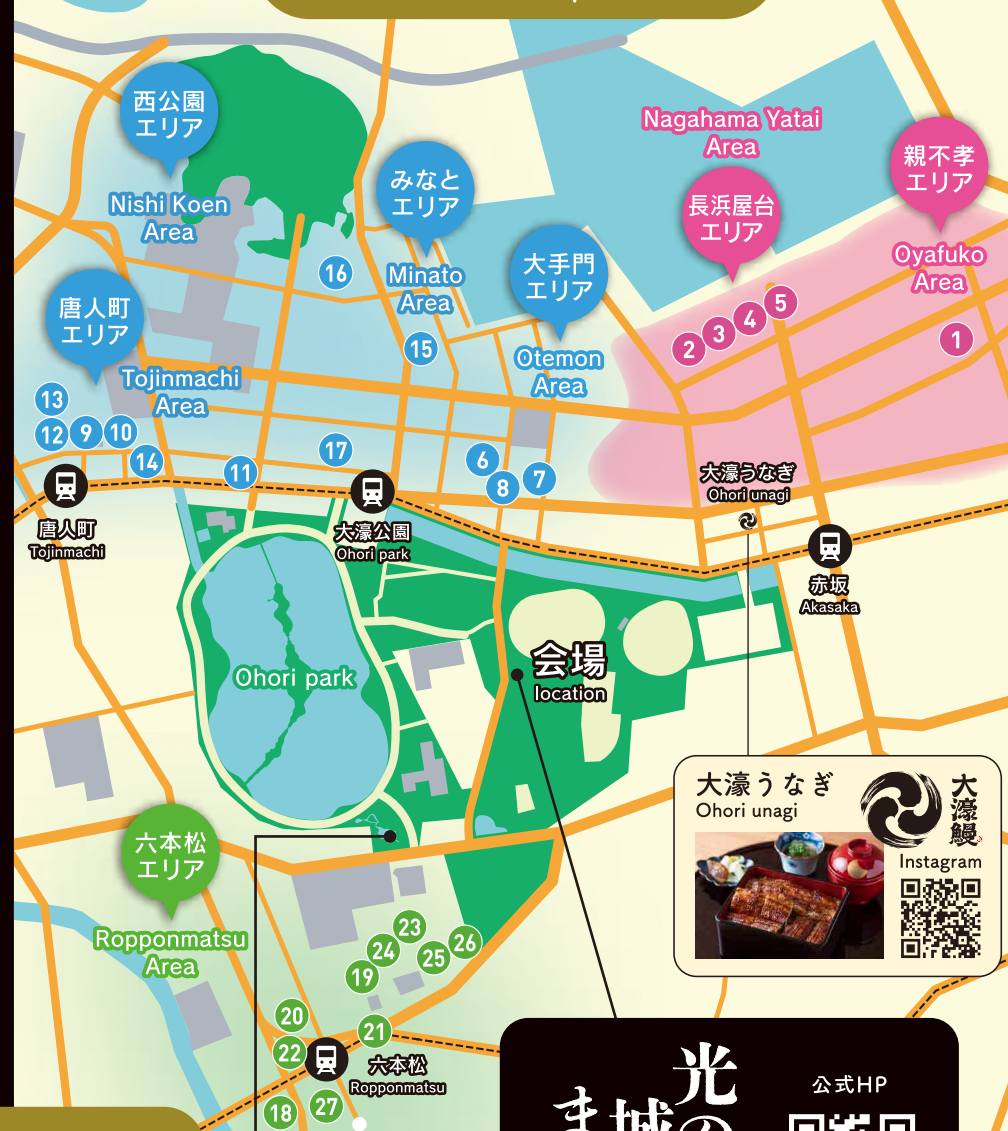 西公園
エリア
Nishi Koen
Area
みなと
エリア
Minato
Area
大手門
エリア
Otemon
Area
Nagahama Yatai
Area
長浜屋台
エリア
親不孝
エリア
Oyafuko
Area
唐人町
エリア
Tojinmachi
Area
16
15
5
4
3
2
1
13
12
9
10
14
11
17
6
8
7
唐人町
Tojinmachi
大濠公園
Ohori park
大濠うなぎ
Ohori unagi
赤坂
Akasaka
Ohori park
会場
location
大濠うなぎ
Ohori unagi
大濠鰻
Instagram
六本松
エリア
Ropponmatsu
Area
23
24
25
26
19
20
21
22
六本松
Ropponmatsu
18
27
光の
城
ま
公式HP